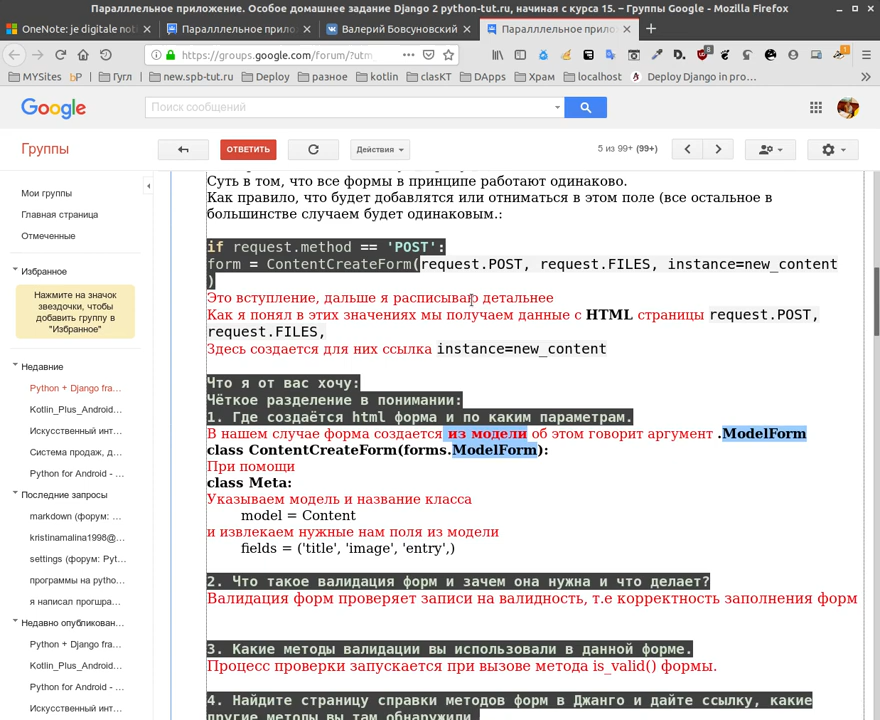 Паралллельное приложение. Особое домашнее задание Django 2 python-tut.ru, начиная с курса 15. – Группы Google - Mozilla Firefox
OneNote: je digitale not
Паралллельное прило
Валерий Бовсуновский
Паралллельное прило
https://groups.google.com/forum/?utm
8
1
MYSites
bP
Гугл
new.spb-tut.ru
Deploy
разное
kotlin
clasKT
DApps
Храм
localhost
Deploy Django in pro…
Google
Поиск сообщений
Группы
ОТВЕТИТЬ
Действия
5 из 99+ (99+)
Мои группы
Главная страница
Отмеченные
Избранное
Нажмите на значок
звездочки, чтобы
добавить группу в
"Избранное"
Недавние
Python + Django fra…
Kotlin_Plus_Android…
Искусственный инт…
Система продаж, д…
Python for Android - …
Последние запросы
markdown (форум: …
kristinamalina1998@…
settings (форум: Pyt…
программы на pytho…
я написал прогшра…
Недавно опубликован…
Python + Django fra…
Kotlin_Plus_Android…
Python for Android - …
Искусственный инт…
Суть в том, что все формы в принципе работают одинаково.
Как правило, что будет добавлятся или отниматься в этом поле (все остальное в
большинстве случаем будет одинаковым.:
if request.method == 'POST':
form = ContentCreateForm(request.POST, request.FILES, instance=new_content
)
Это вступление, дальше я расписываю детальнее
Как я понял в этих значениях мы получаем данные с HTML страницы request.POST,
request.FILES,
Здесь создается для них ссылка instance=new_content
Что я от вас хочу:
Чёткое разделение в понимании:
1. Где создаётся html форма и по каким параметрам.
В нашем случае форма создается из модели об этом говорит аргумент .ModelForm
class ContentCreateForm(forms.ModelForm):
При помощи
class Meta:
Указываем модель и название класса
model = Content
и извлекаем нужные нам поля из модели
fields = ('title', 'image', 'entry',)
2. Что такое валидация форм и зачем она нужна и что делает?
Валидация форм проверяет записи на валидность, т.е корректность заполнения форм
3. Какие методы валидации вы использовали в данной форме.
Процесс проверки запускается при вызове метода is_valid() формы.
4. Найдите страницу справки методов форм в Джанго и дайте ссылку, какие
другие методы вы там обнаружили.